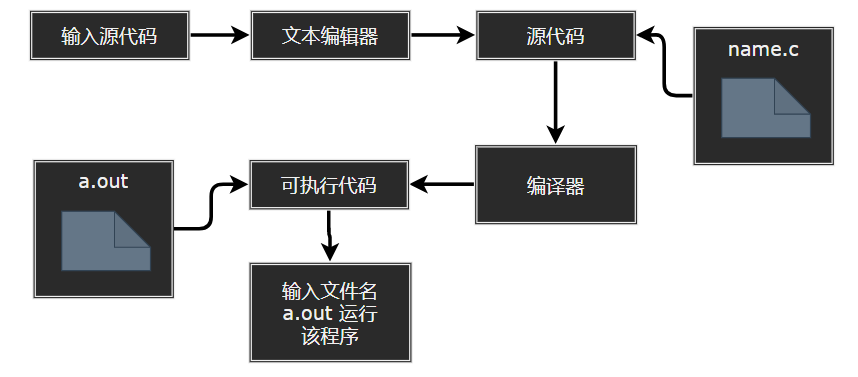 输入源代码
文本编辑器
源代码
name.c
编译器
可执行代码
a.out
输入文件名
a.out 运行
该程序